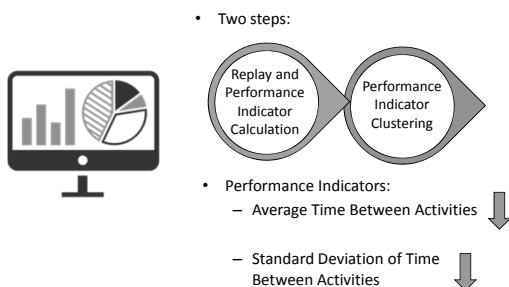 • Two steps:
Replay and
Performance
Indicator
Calculation
Performance
Indicator
Clustering
• Performance Indicators:
– Average Time Between Activities
– Standard Deviation of Time
Between Activities